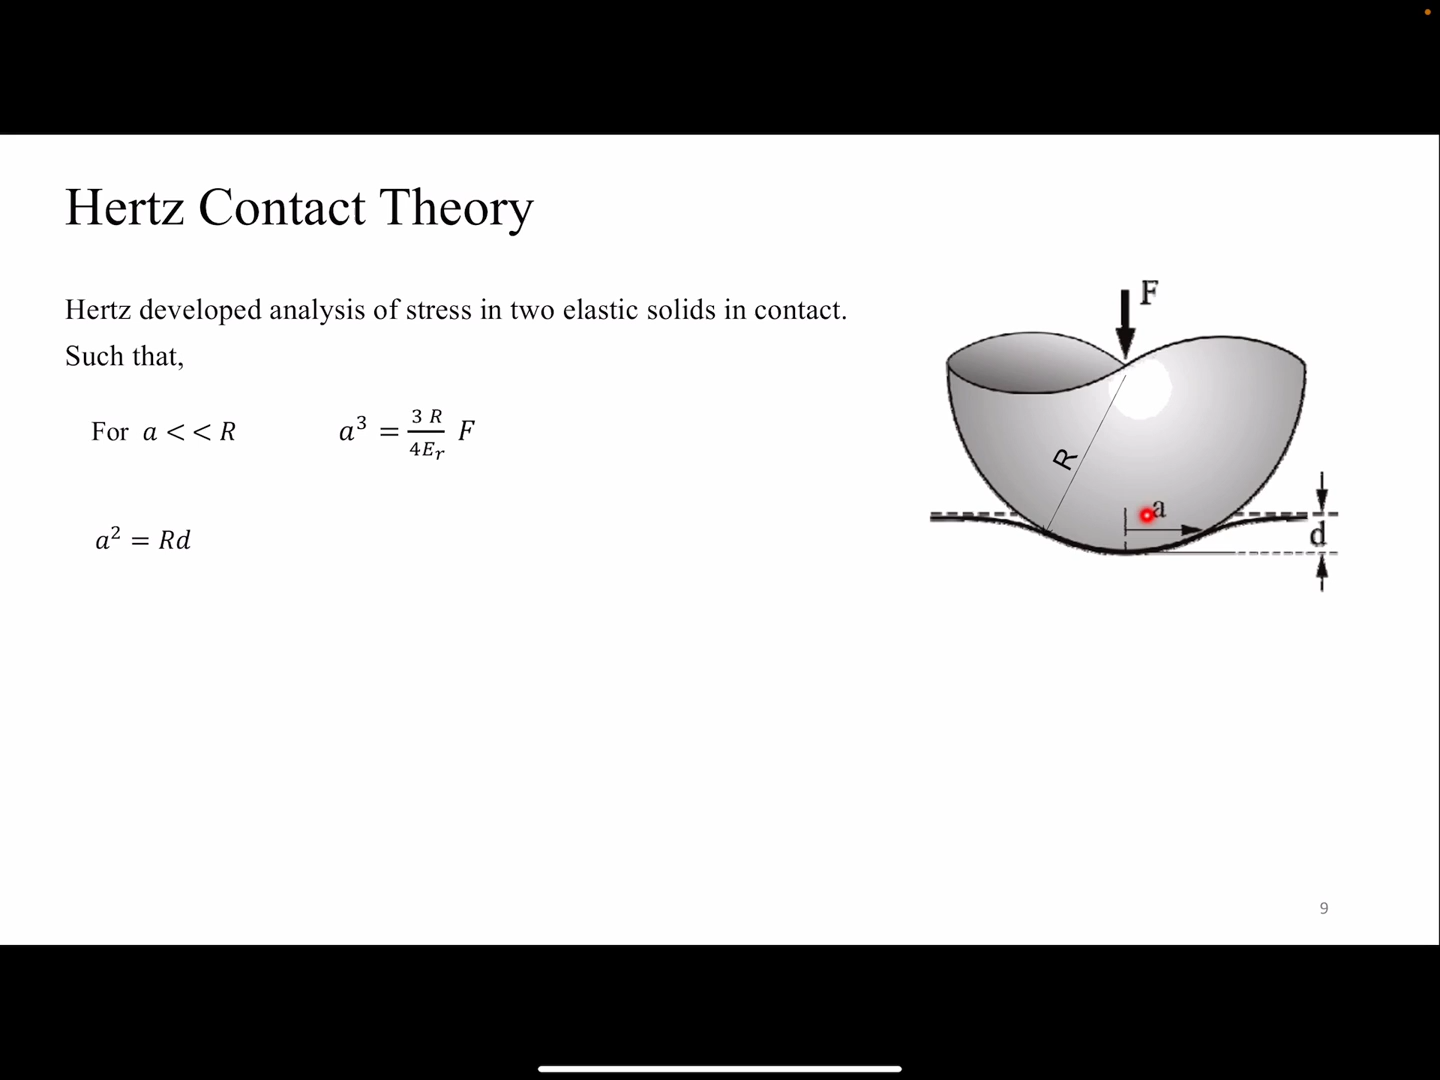 Hertz Contact Theory
Hertz developed analysis of stress in two elastic solids in contact.
Such that,
For a << R a³ = 3 R / 4Eᵣ F
a² = Rd
F
R
a
d
9